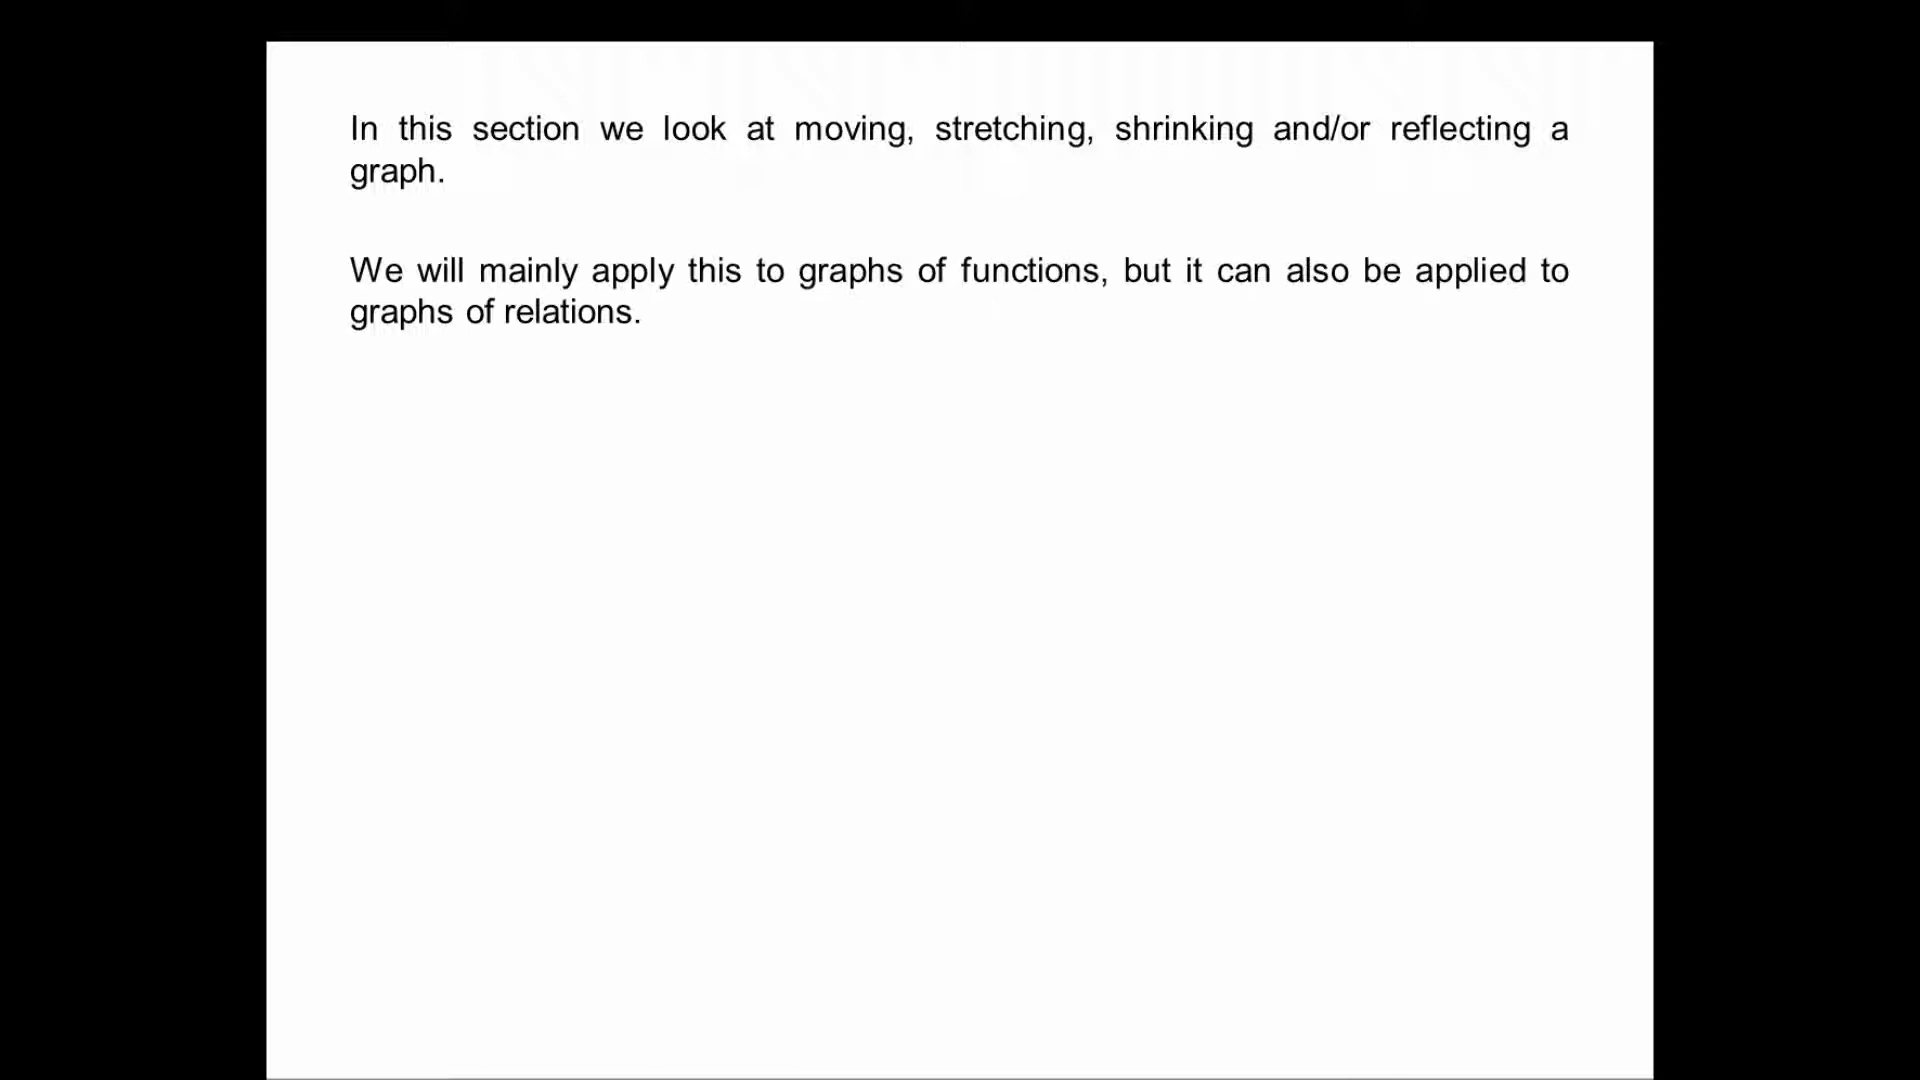 In this section we look at moving, stretching, shrinking and/or reflecting a
graph.
We will mainly apply this to graphs of functions, but it can also be applied to
graphs of relations.